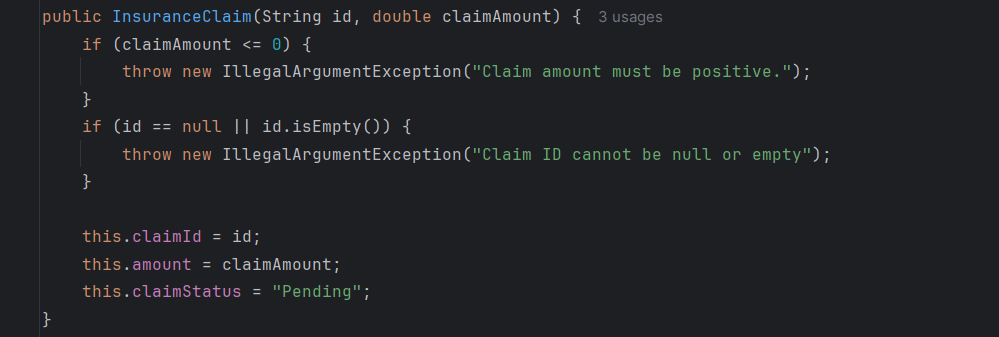 public InsuranceClaim(String id, double claimAmount) { 3 usages
    if (claimAmount <= 0) {
        throw new IllegalArgumentException("Claim amount must be positive.");
    }
    if (id == null || id.isEmpty()) {
        throw new IllegalArgumentException("Claim ID cannot be null or empty");
    }

    this.claimId = id;
    this.amount = claimAmount;
    this.claimStatus = "Pending";
}